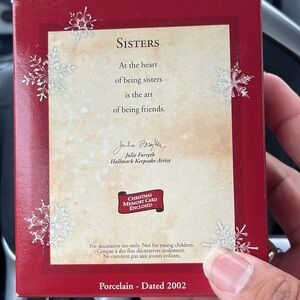 SISTERS
At the heart
of being sisters
is the art
of being friends.
Julie Forsyth
Julie Forsyth
Hallmark Keepsake Artist
CHRISTMAS
MEMORY CARD
ENCLOSED
For decorative use only. Not for young children.
Conçue à des fins décoratives seulement.
Ne convient pas aux jeunes enfants.
Porcelain - Dated 2002